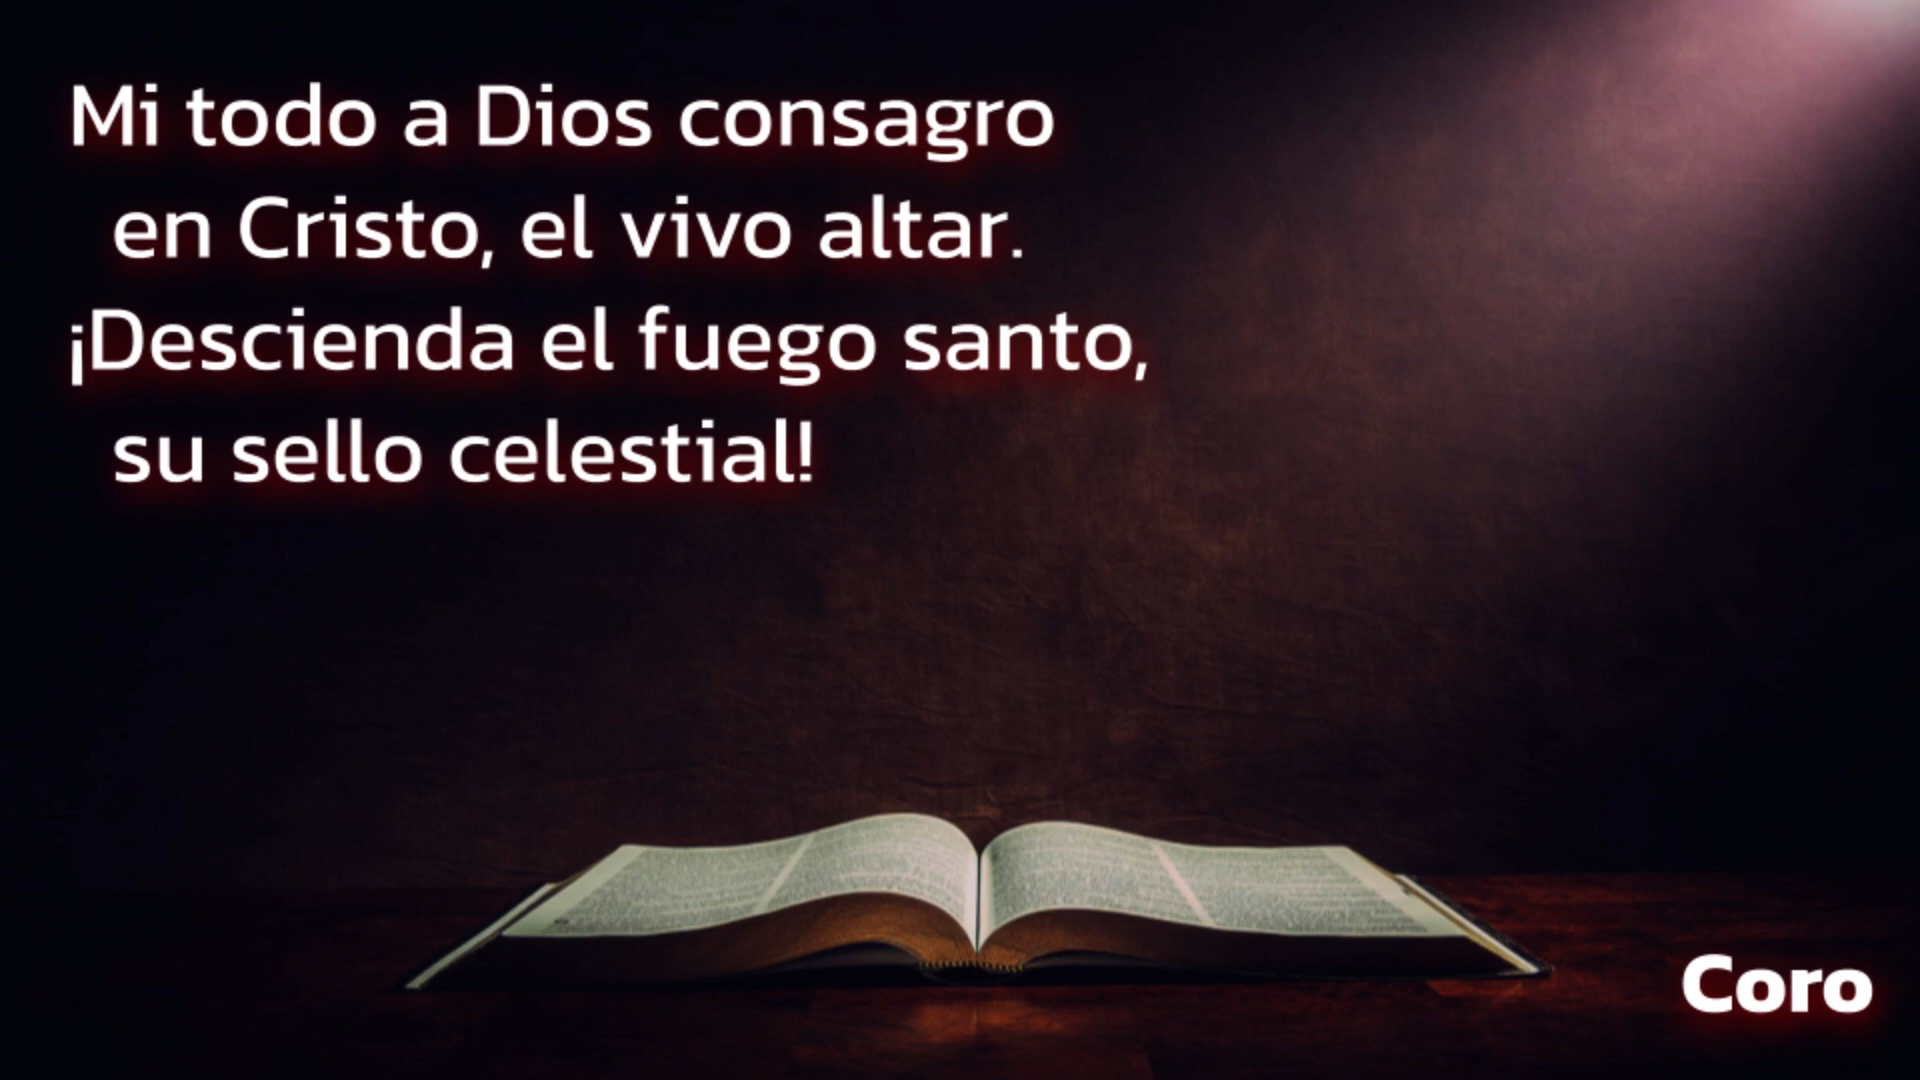 Mi todo a Dios consagro
en Cristo, el vivo altar.
¡Descienda el fuego santo,
su sello celestial!
Coro